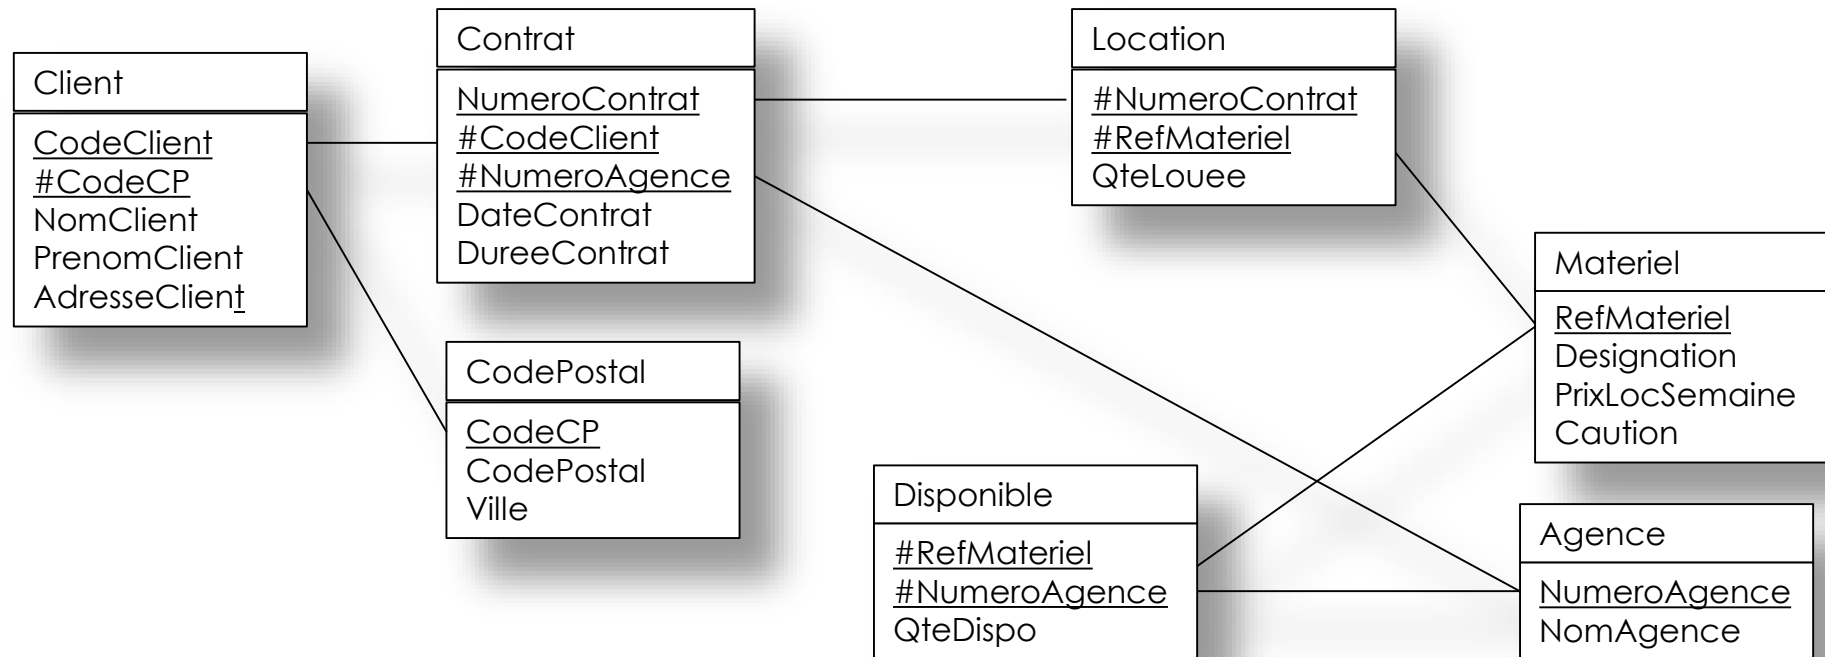 Client
CodeClient
#CodeCP
NomClient
PrenomClient
AdresseClient
Contrat
NumeroContrat
#CodeClient
#NumeroAgence
DateContrat
DureeContrat
CodePostal
CodeCP
CodePostal
Ville
Location
#NumeroContrat
#RefMateriel
QteLouee
Materiel
RefMateriel
Designation
PrixLocSemaine
Caution
Disponible
#RefMateriel
#NumeroAgence
QteDispo
Agence
NumeroAgence
NomAgence